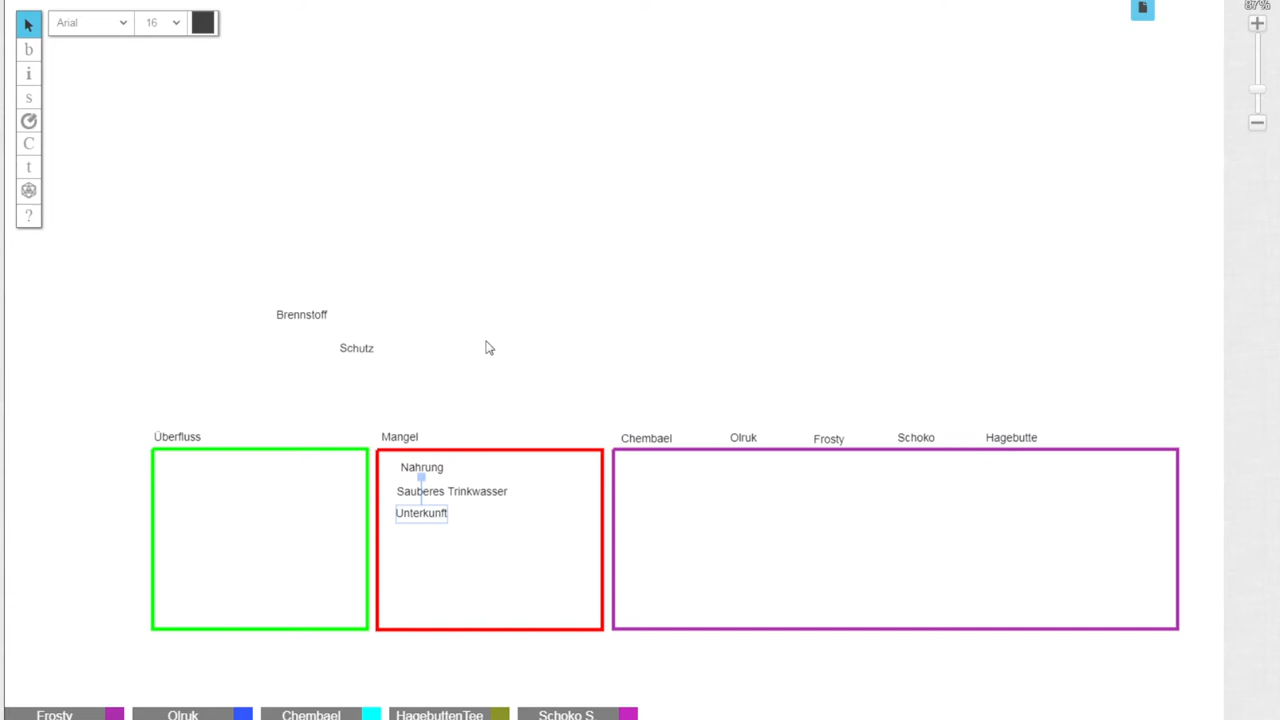 87%
Arial 16
b
i
s
C
t
?
Brennstoff
Schutz
Überfluss
Mangel
Chembael Olruk Frosty Schoko Hagebutte
Nahrung
Sauberes Trinkwasser
Unterkunft
Frosty Olruk Chembael HagebuttenTee Schoko S